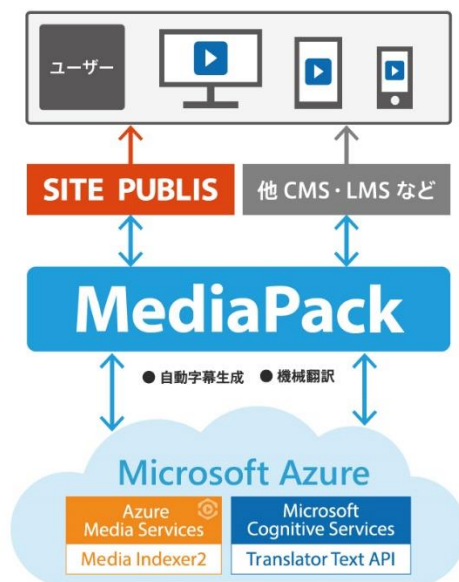 ユーザー
SITE PUBLIS
他 CMS・LMS など
MediaPack
● 自動字幕生成 ● 機械翻訳
Microsoft Azure
Azure
Media Services
Media Indexer2
Microsoft
Cognitive Services
Translator Text API